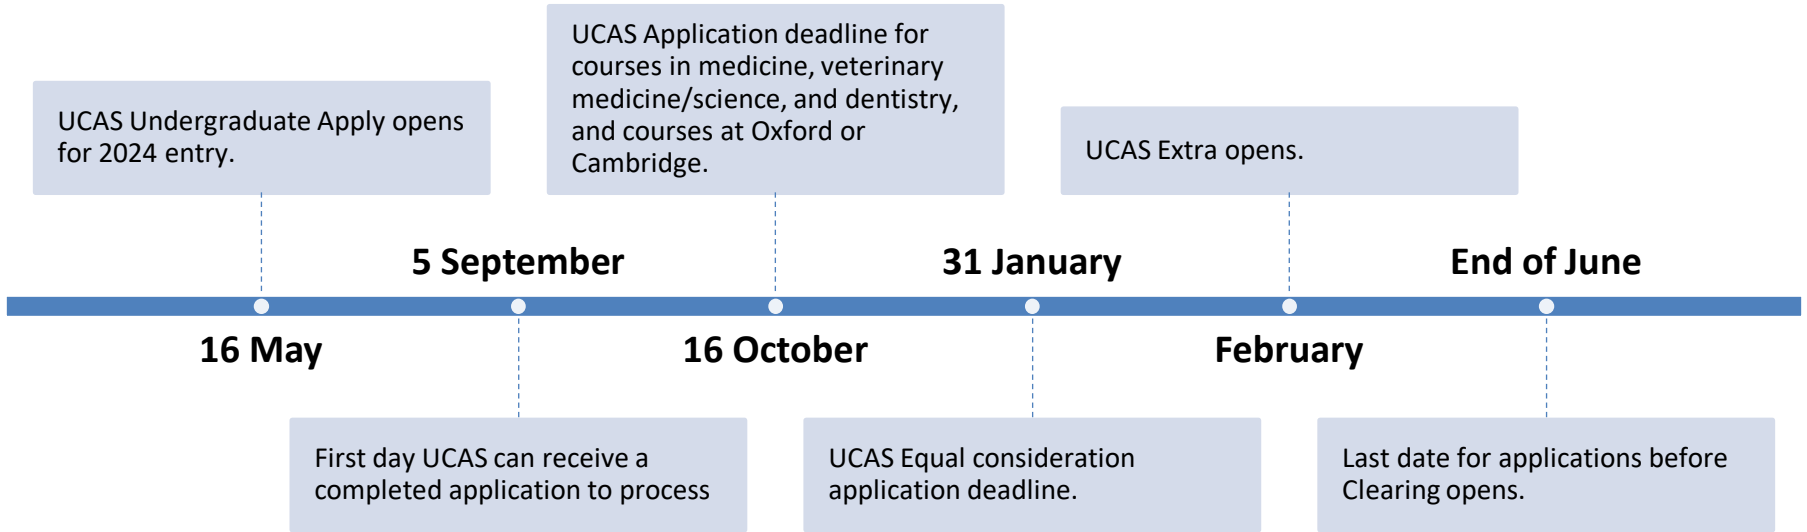 UCAS Undergraduate Apply opens
for 2024 entry.
16 May
5 September
First day UCAS can receive a
completed application to process
UCAS Application deadline for
courses in medicine, veterinary
medicine/science, and dentistry,
and courses at Oxford or
Cambridge.
16 October
31 January
UCAS Equal consideration
application deadline.
UCAS Extra opens.
February
End of June
Last date for applications before
Clearing opens.